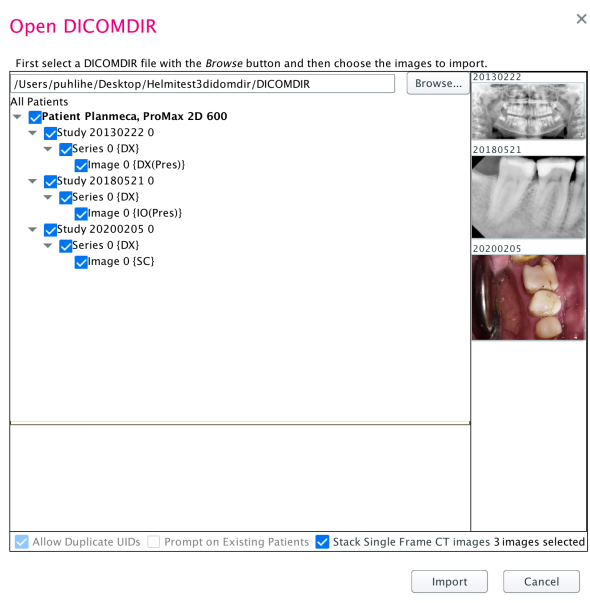 Open DICOMDIR
First select a DICOMDIR file with the Browse button and then choose the images to import.
/Users/puhlihe/Desktop/Helmitest3didomdir/DICOMDIR
Browse...
All Patients
Patient Planmeca, ProMax 2D 600
Study 20130222 0
Series 0 {DX}
Image 0 {DX(Pres)}
Study 20180521 0
Series 0 {DX}
Image 0 {IO(Pres)}
Study 20200205 0
Series 0 {DX}
Image 0 {SC}
20130222
20180521
20200205
Allow Duplicate UIDs Prompt on Existing Patients Stack Single Frame CT images 3 images selected
Import Cancel